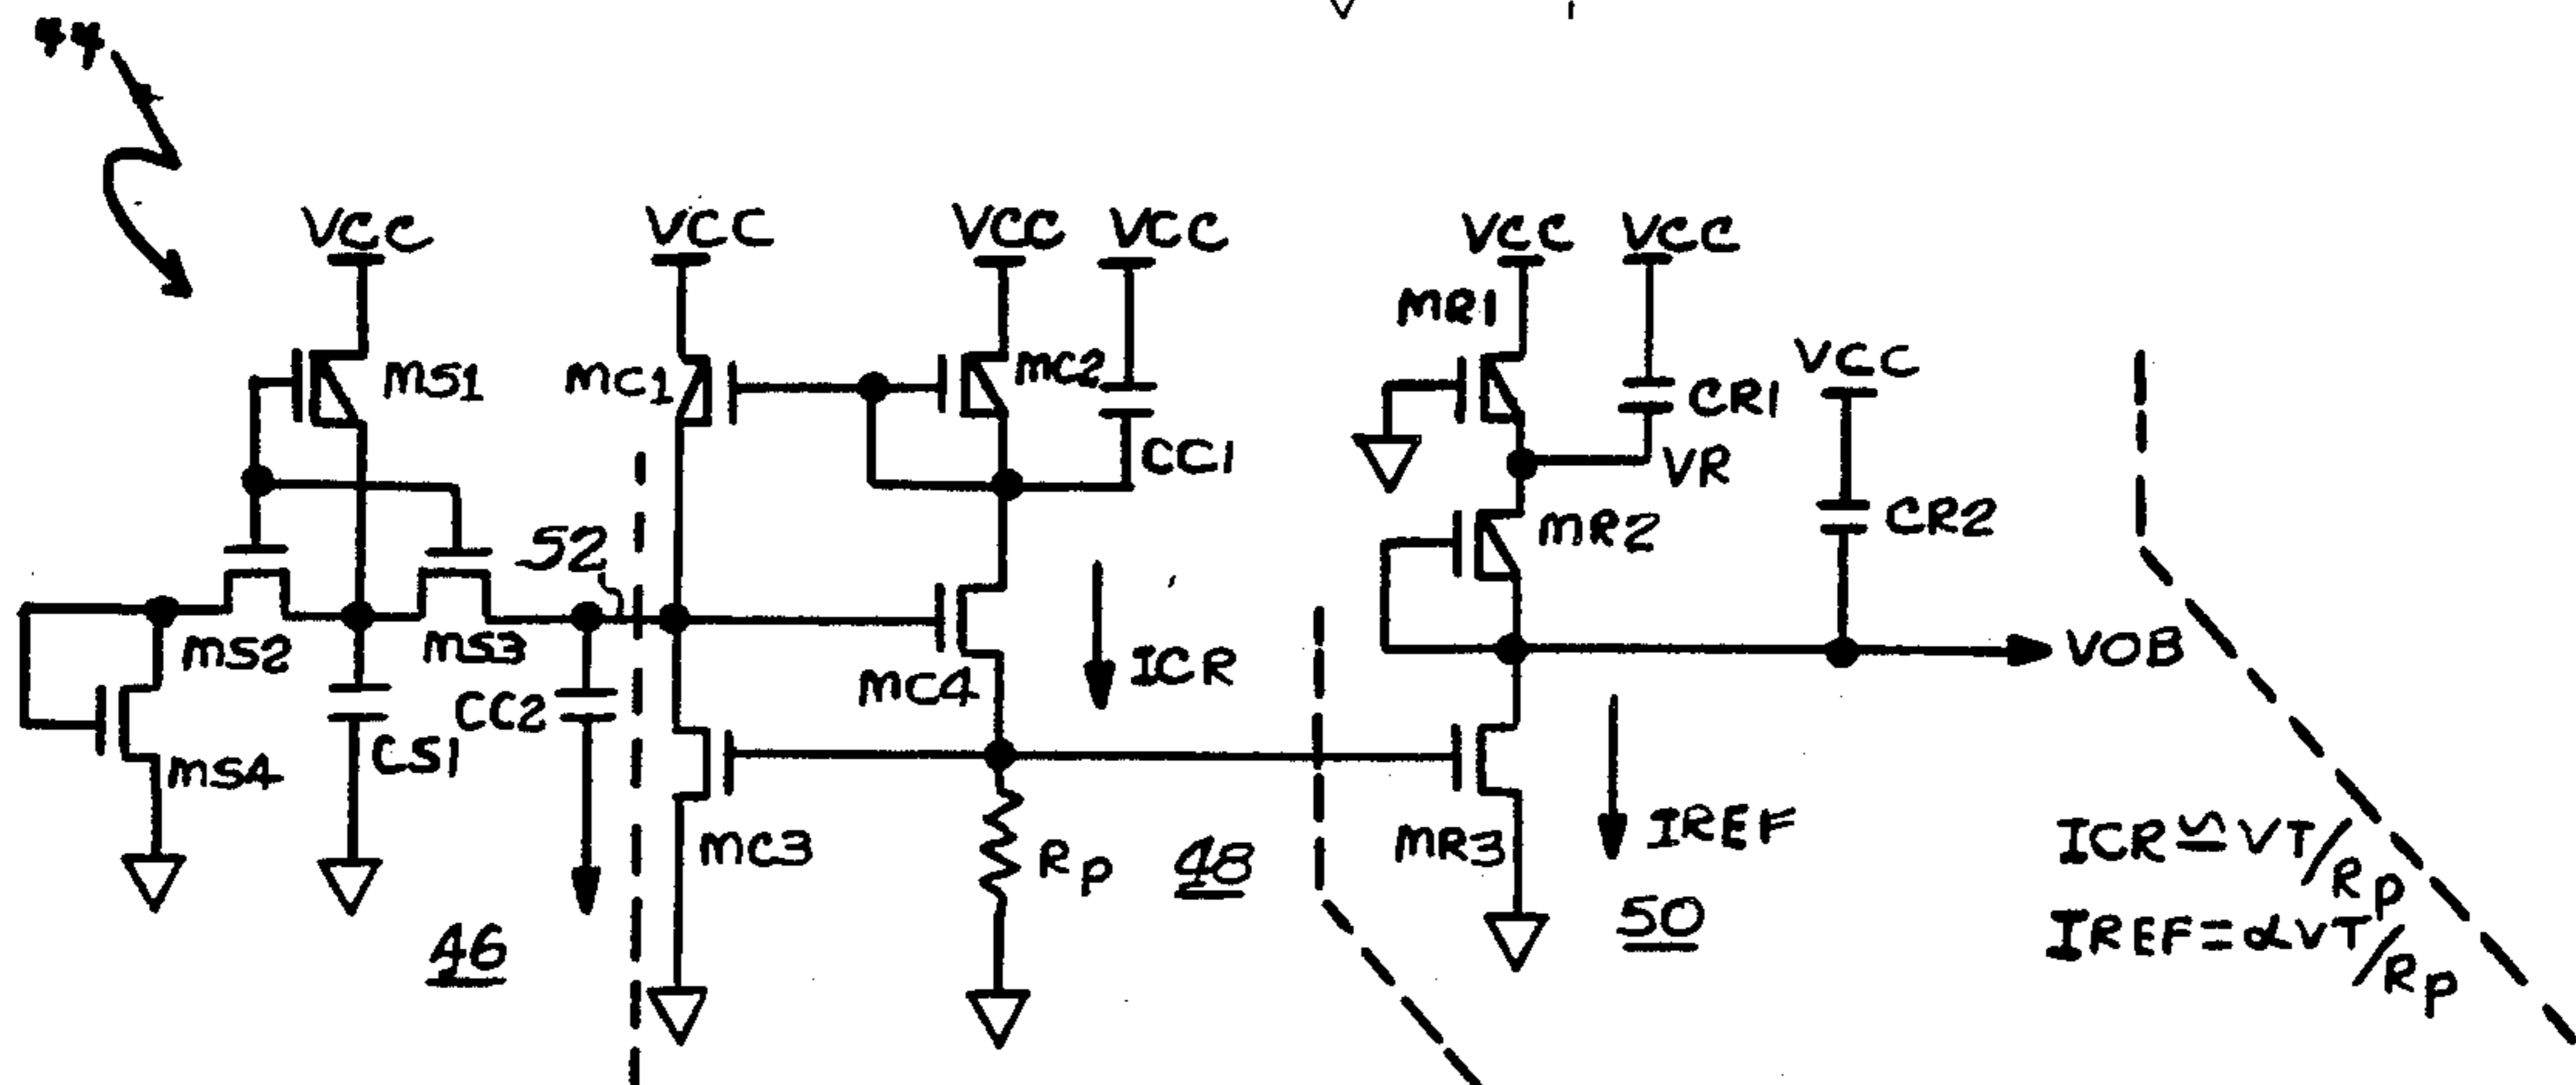 44
VCC VCC VCC VCC VCC VCC
MR1
VCC
MS1 MC1 MC2 CR1
CC1 VR
52 MR2 CR2
MS2 MS3 ICR VOB
MC4
CC2
CS1
MS4
MC3 RP 48 MR3 IREF
ICR ≅ VT/RP
46 50
IREF = αVT/RP